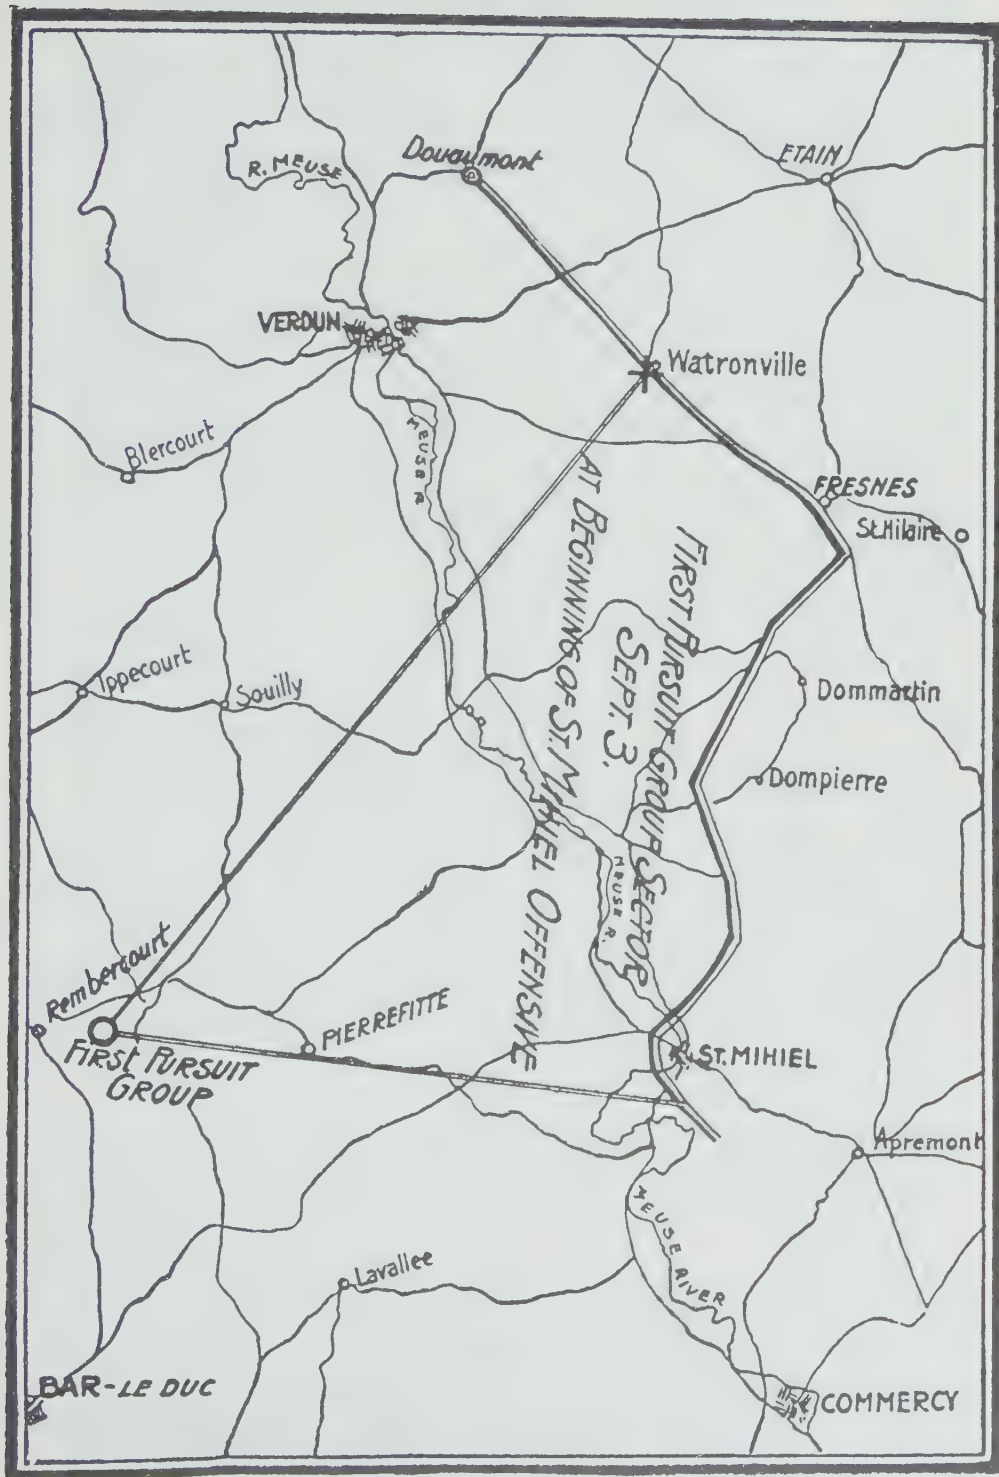 Douaumont
ETAIN
R. MEUSE
VERDUN
Watronville
Blercourt
MEUSE R
FRESNES
St. Hilaire
AT BEGINNING OF ST. MIHIEL OFFENSIVE
FIRST PURSUIT GROUP SECTOR
SEPT. 3.
Ippecourt
Souilly
Dommartin
Dompierre
MEUSE R.
Rembercourt
PIERREFITTE
FIRST PURSUIT
GROUP
ST. MIHIEL
Apremont
MEUSE RIVER
Lavallee
BAR-LE DUC
COMMERCY